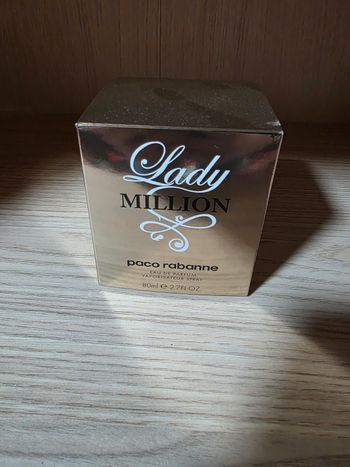 Lady
MILLION
paco rabanne
EAU DE PARFUM
VAPORISATEUR SPRAY
80ml ℮ 2.7FL.OZ